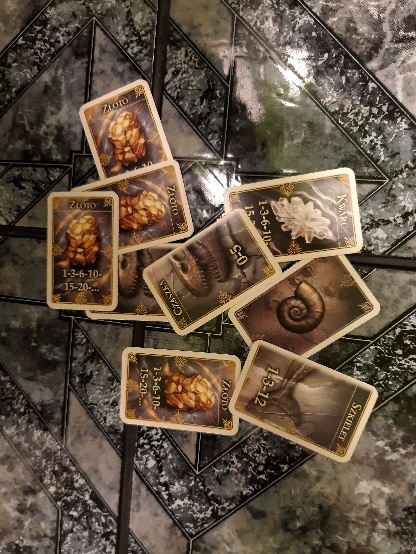 ZŁOTO
ZŁOTO
ZŁOTO
1-3-6-10-
15-20-...
KWARC
1-3-6-10-
15-
0-5
CZASZKA
ZŁOTO
1-3-6-10-
15-20-
SZKIELET
1-3-12